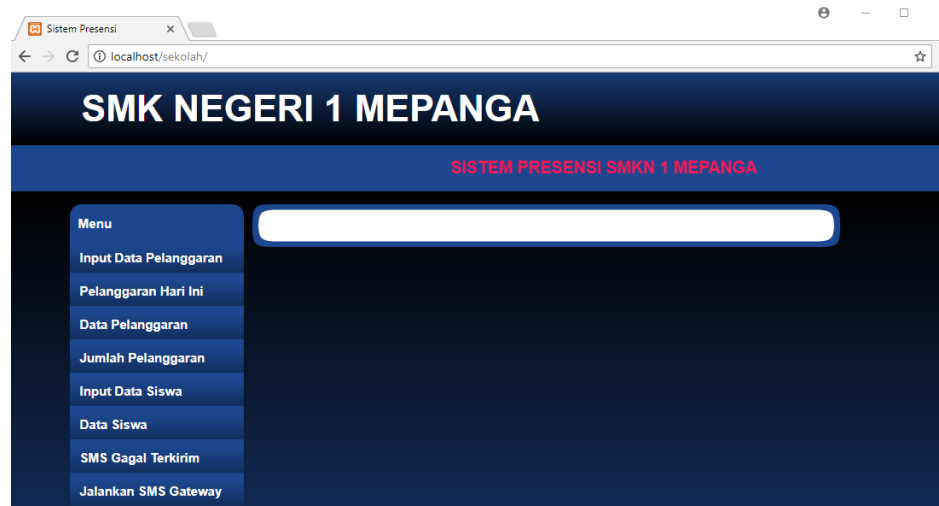 Sistem Presensi
localhost/sekolah/
SMK NEGERI 1 MEPANGA
SISTEM PRESENSI SMKN 1 MEPANGA
Menu
Input Data Pelanggaran
Pelanggaran Hari Ini
Data Pelanggaran
Jumlah Pelanggaran
Input Data Siswa
Data Siswa
SMS Gagal Terkirim
Jalankan SMS Gateway